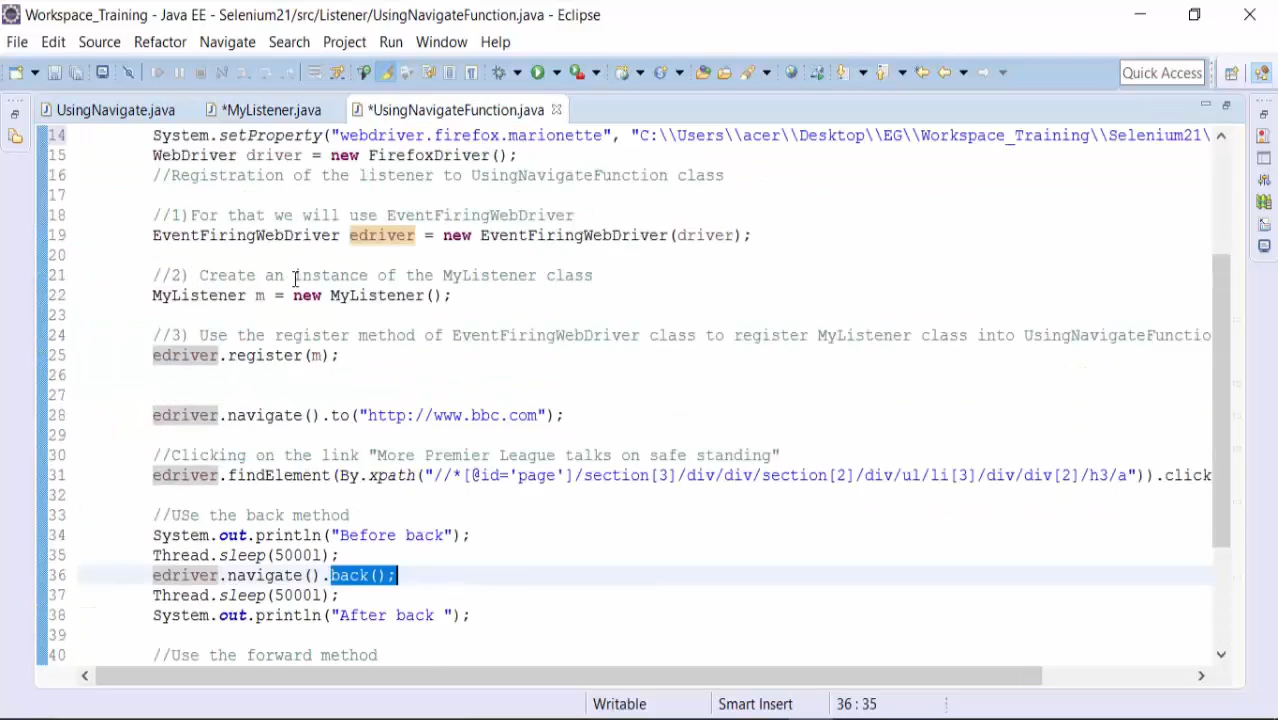 Workspace_Training - Java EE - Selenium21/src/Listener/UsingNavigateFunction.java - Eclipse
File Edit Source Refactor Navigate Search Project Run Window Help
Quick Access
UsingNavigate.java *MyListener.java *UsingNavigateFunction.java
14 System.setProperty("webdriver.firefox.marionette", "C:\\Users\\acer\\Desktop\\EG\\Workspace_Training\\Selenium21\
15 WebDriver driver = new FirefoxDriver();
16 //Registration of the listener to UsingNavigateFunction class
17
18 //1)For that we will use EventFiringWebDriver
19 EventFiringWebDriver edriver = new EventFiringWebDriver(driver);
20
21 //2) Create an instance of the MyListener class
22 MyListener m = new MyListener();
23
24 //3) Use the register method of EventFiringWebDriver class to register MyListener class into UsingNavigateFunctio
25 edriver.register(m);
26
27
28 edriver.navigate().to("http://www.bbc.com");
29
30 //Clicking on the link "More Premier League talks on safe standing"
31 edriver.findElement(By.xpath("//*[@id='page']/section[3]/div/div/section[2]/div/ul/li[3]/div/div[2]/h3/a")).click
32
33 //USe the back method
34 System.out.println("Before back");
35 Thread.sleep(5000l);
36 edriver.navigate().back();
37 Thread.sleep(5000l);
38 System.out.println("After back ");
39
40 //Use the forward method
Writable Smart Insert 36 : 35